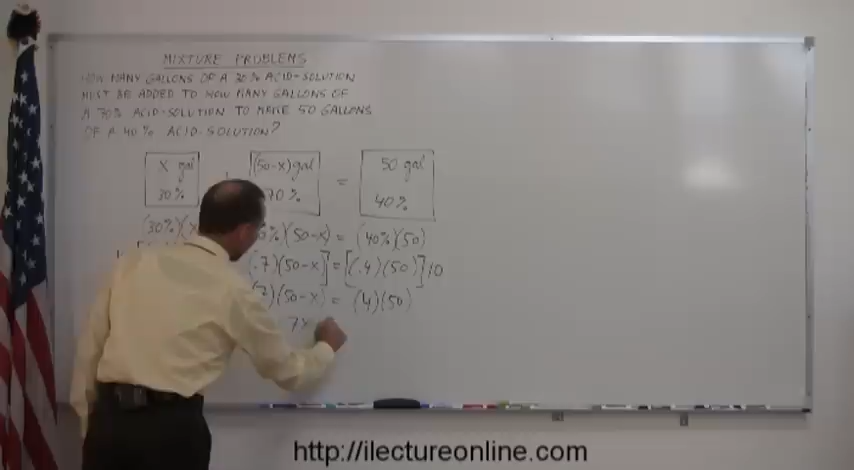 MIXTURE PROBLEMS
HOW MANY GALLONS OF A 30% ACID-SOLUTION
MUST BE ADDED TO HOW MANY GALLONS OF
A 70% ACID-SOLUTION TO MAKE 50 GALLONS
OF A 40% ACID-SOLUTION?
x gal (50-x) gal = 50 gal
30% 70% 40%
(30%)( %)(50-x) = (40%)(50)
(.7)(50-x)] = [(.4)(50)]10
(7)(50-x) = (4)(50)
7x
http://ilectureonline.com